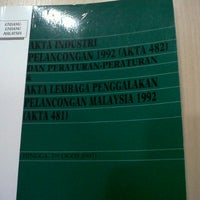 UNDANG-
UNDANG
MALAYSIA
AKTA INDUSTRI
PELANCONGAN 1992 (AKTA 482)
DAN PERATURAN-PERATURAN
&
AKTA LEMBAGA PENGGALAKAN
PELANCONGAN MALAYSIA 1992
(AKTA 481)